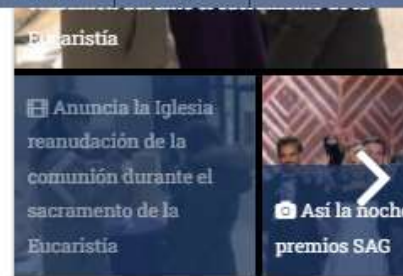 Eucaristía
Anuncia la Iglesia
reanudación de la
comunión durante el
sacramento de la
Eucaristía
Así la noche
premios SAG